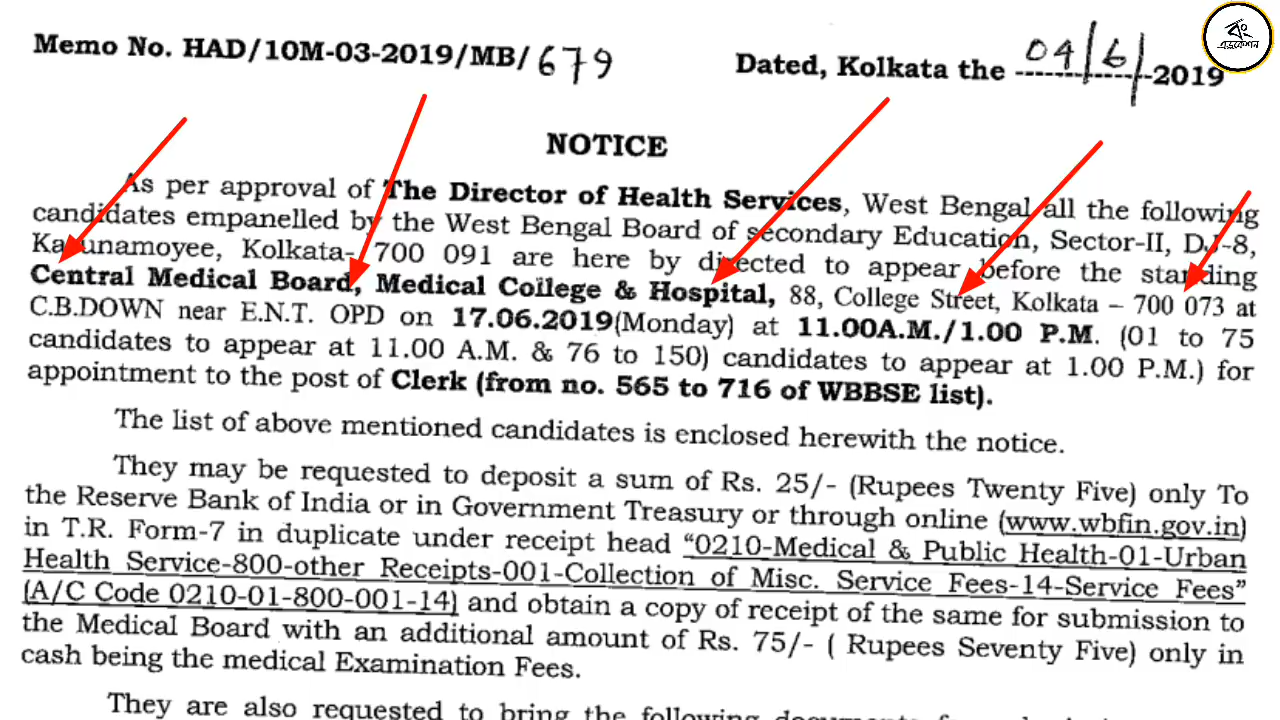 বং
এডুকেশন
Memo No. HAD/10M-03-2019/MB/679
Dated, Kolkata the 04/6/2019
NOTICE
As per approval of The Director of Health Services, West Bengal all the following
candidates empanelled by the West Bengal Board of secondary Education, Sector-II, DJ-8,
Karunamoyee, Kolkata- 700 091 are here by directed to appear before the standing
Central Medical Board, Medical College & Hospital, 88, College Street, Kolkata – 700 073 at
C.B.DOWN near E.N.T. OPD on 17.06.2019(Monday) at 11.00A.M./1.00 P.M. (01 to 75
candidates to appear at 11.00 A.M. & 76 to 150) candidates to appear at 1.00 P.M.) for
appointment to the post of Clerk (from no. 565 to 716 of WBBSE list).
The list of above mentioned candidates is enclosed herewith the notice.
They may be requested to deposit a sum of Rs. 25/- (Rupees Twenty Five) only To
the Reserve Bank of India or in Government Treasury or through online (www.wbfin.gov.in)
in T.R. Form-7 in duplicate under receipt head "0210-Medical & Public Health-01-Urban
Health Service-800-other Receipts-001-Collection of Misc. Service Fees-14-Service Fees"
(A/C Code 0210-01-800-001-14) and obtain a copy of receipt of the same for submission to
the Medical Board with an additional amount of Rs. 75/- ( Rupees Seventy Five) only in
cash being the medical Examination Fees.
They are also requested to bring the following documents